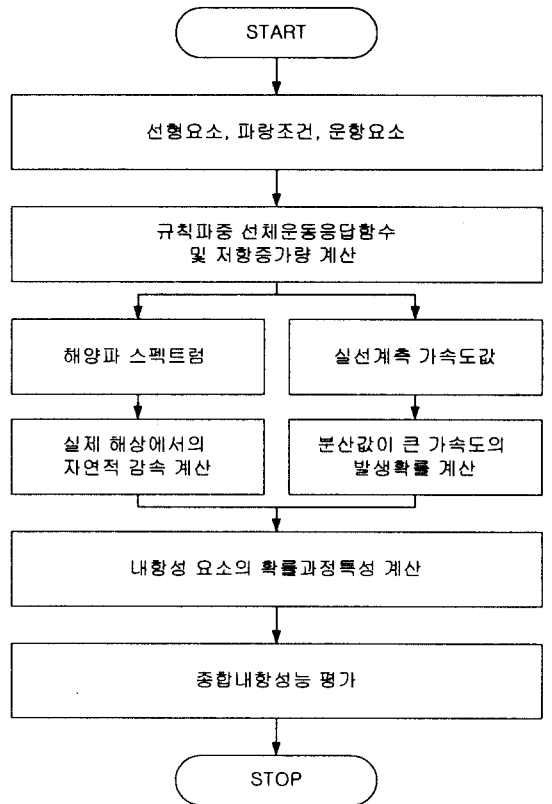 START
선형요소, 파랑조건, 운항요소
규칙파중 선체운동응답함수
및 저항증가량 계산
해양파 스펙트럼
실선계측 가속도값
실제 해상에서의
자연적 감속 계산
분산값이 큰 가속도의
발생확률 계산
내항성 요소의 확률과정특성 계산
종합내항성능 평가
STOP